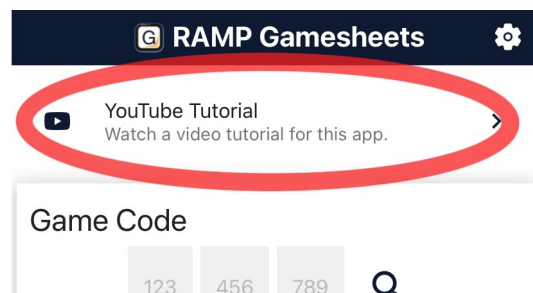 G RAMP Gamesheets
YouTube Tutorial
Watch a video tutorial for this app.
Game Code
123 456 789